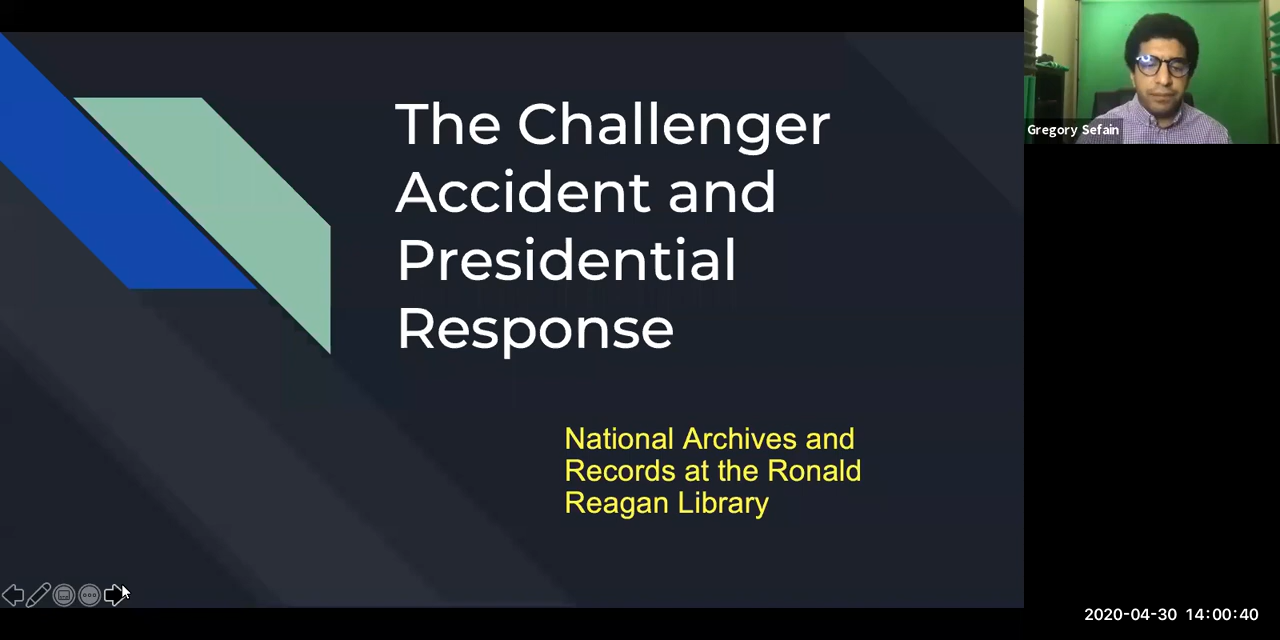 The Challenger
Accident and
Presidential
Response
National Archives and
Records at the Ronald
Reagan Library
Gregory Sefain
2020-04-30 14:00:40